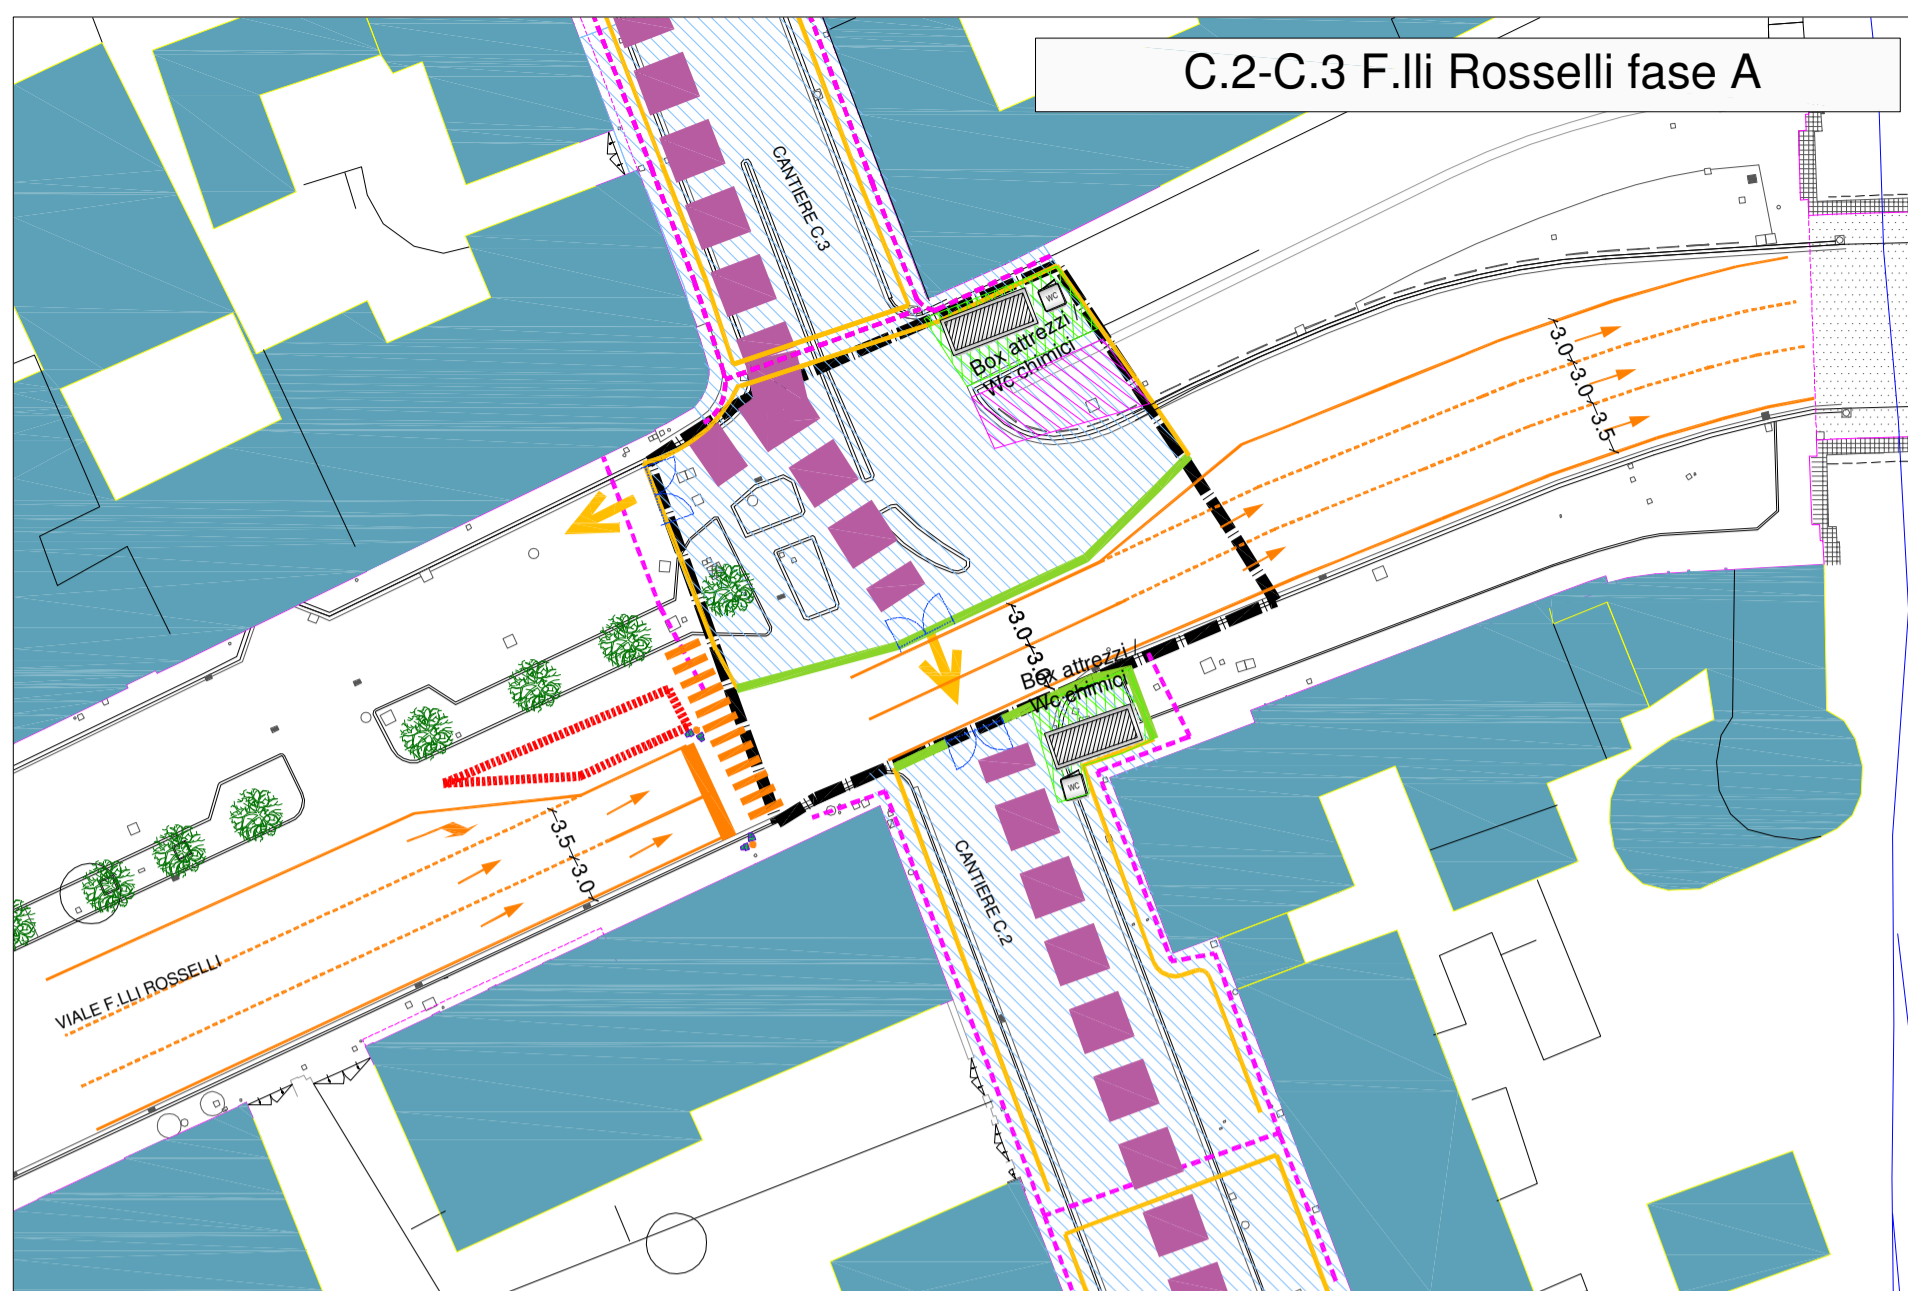 C.2-C.3 F.lli Rosselli fase A
CANTIERE C.3
WC
Box attrezzi
Wc chimici
3.0 3.0 3.5
3.0 3.0
Box attrezzi /
Wc chimici
WC
3.5 3.0
CANTIERE C.2
VIALE F.LLI ROSSELLI